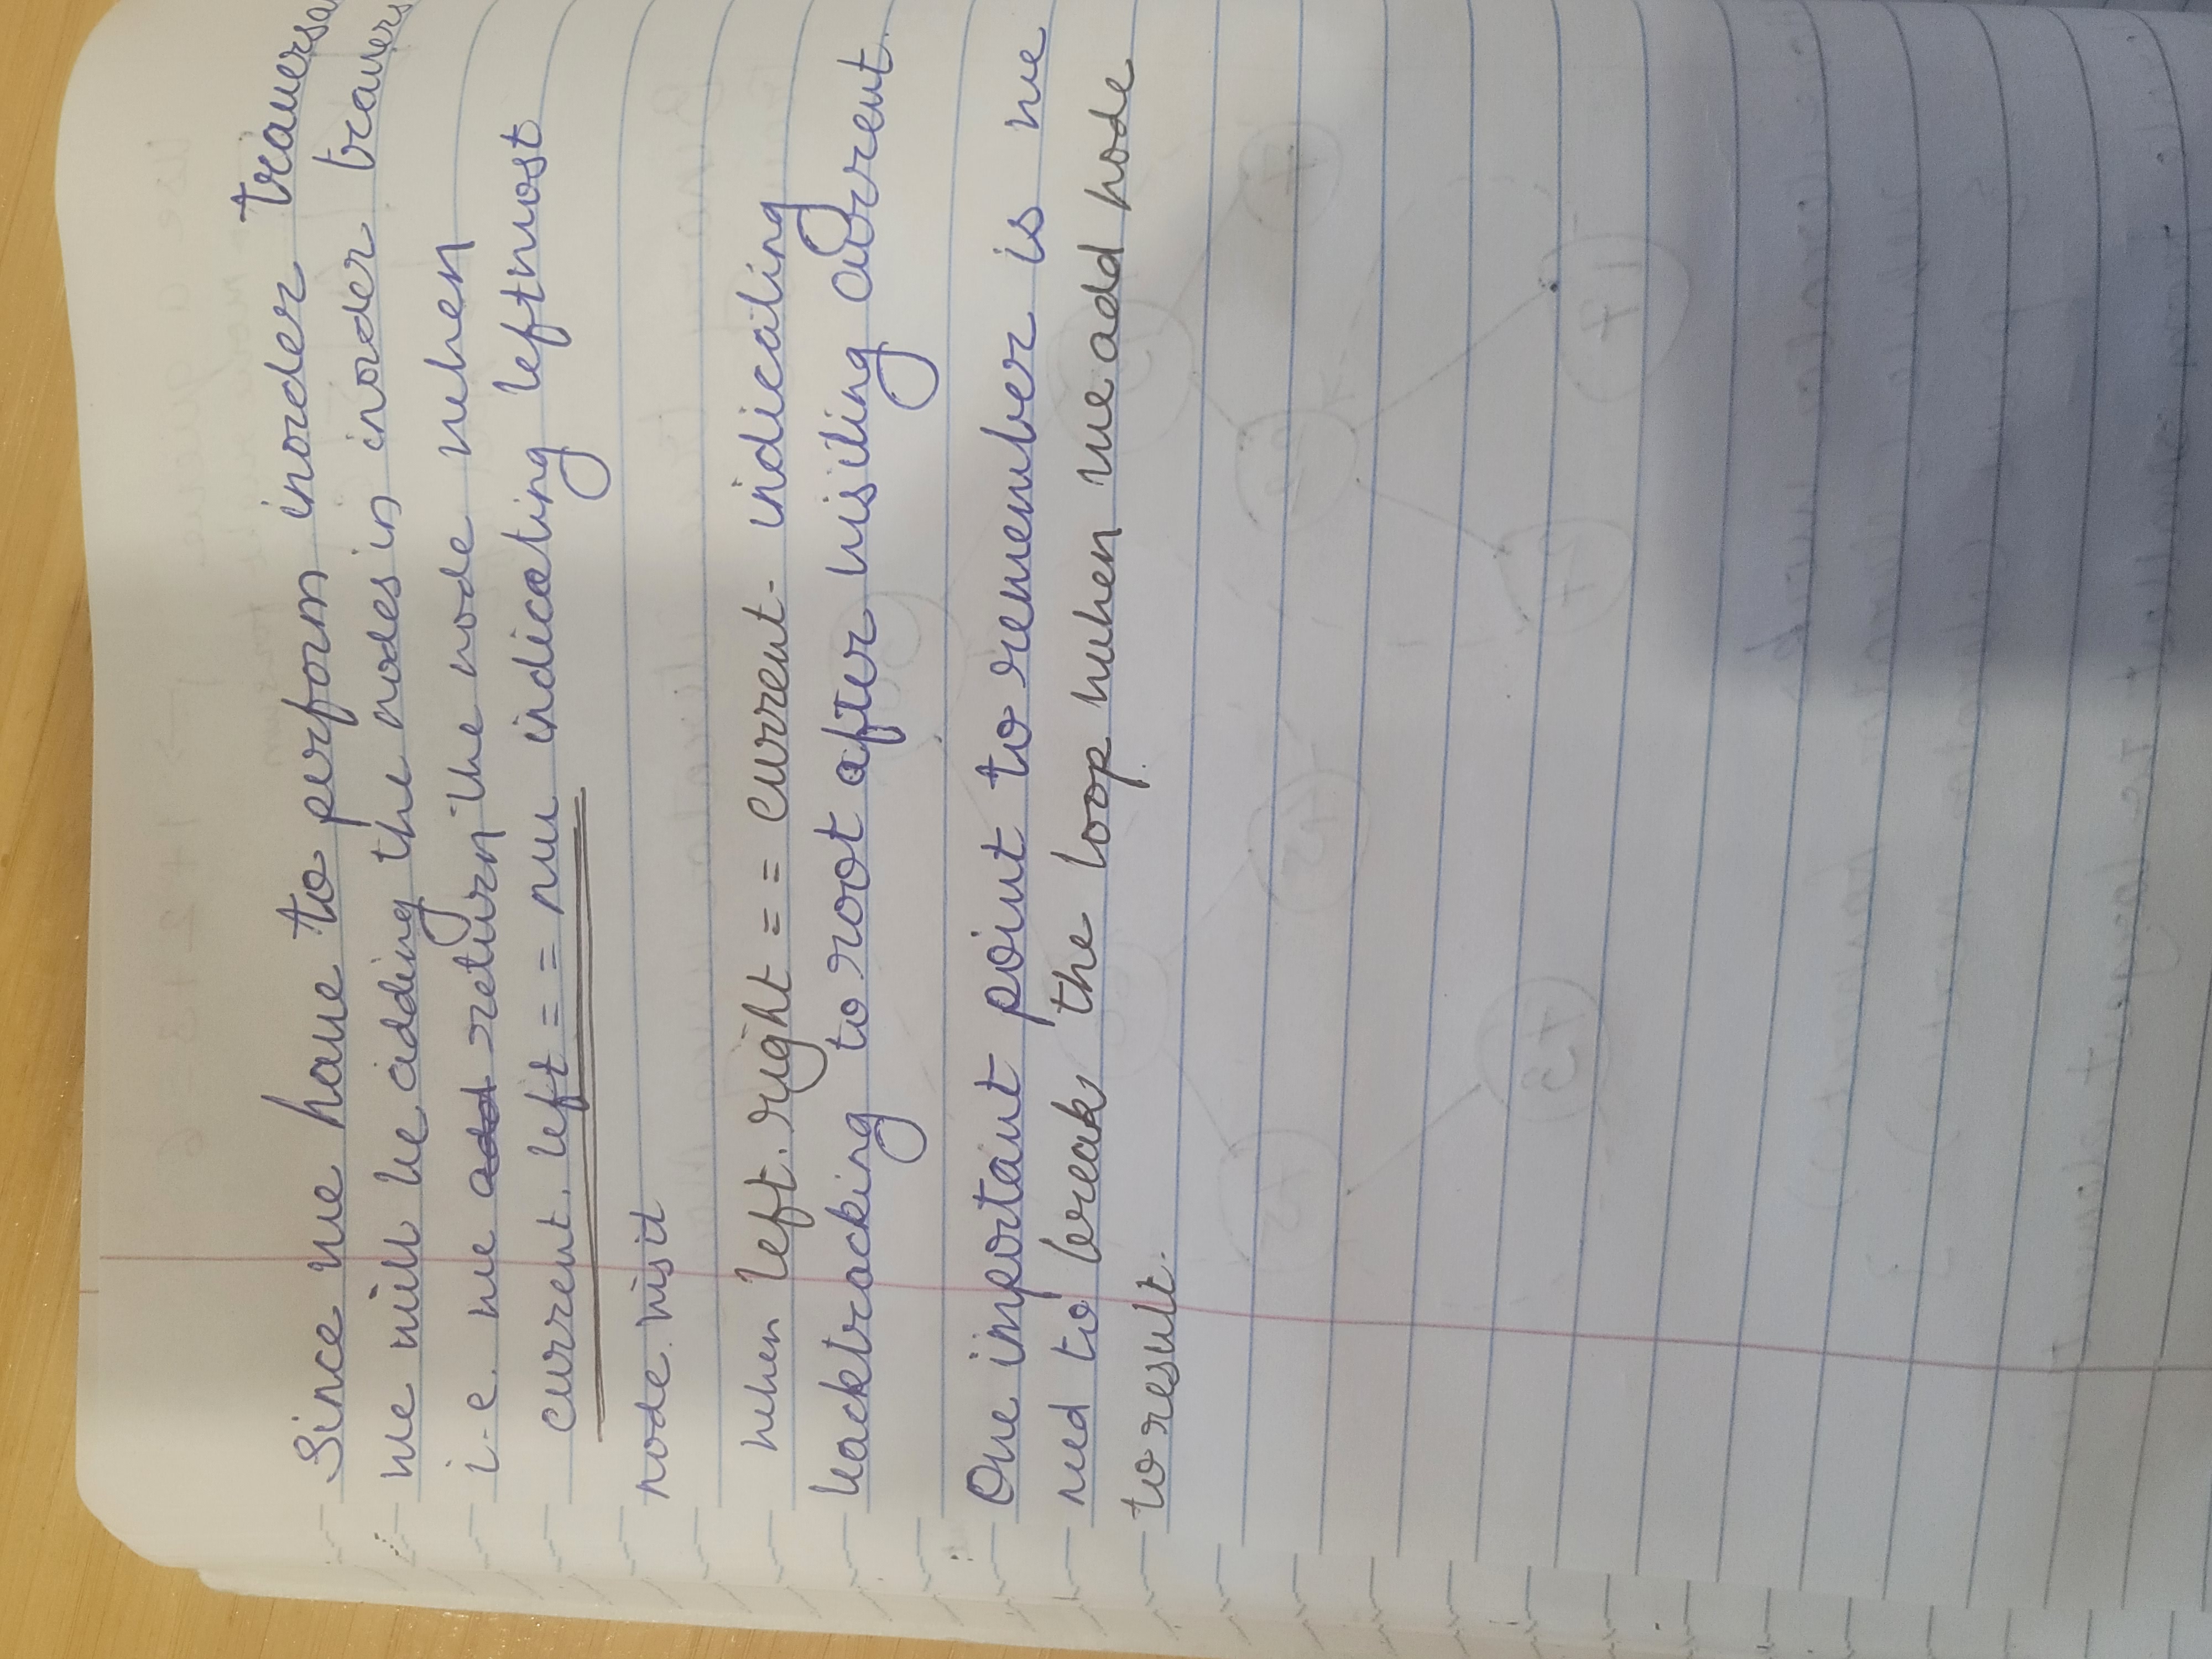 Since we have to perform inorder traversa
we will be adding the nodes in inorder travers
i.e. we add return the node when
current. left == null indicating leftmost
node visit
when left. right == current. indicating
backtracking to root after visiting current.
One important point to remember is we
need to break the loop when we add node
to result.